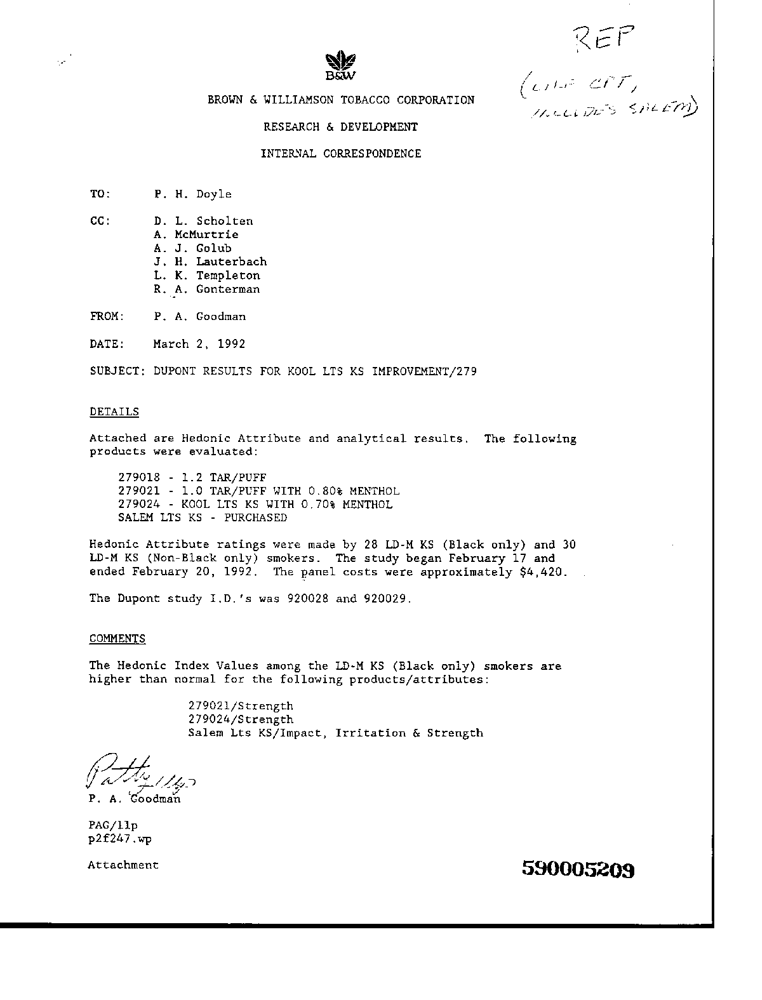 REP
INCLUDES SALEM)
B&W
BROWN & WILLIAMSON TOBACCO CORPORATION
RESEARCH & DEVELOPMENT
INTERNAL CORRESPONDENCE
TO: P. H. Doyle
CC: D. L. Scholten
A. McMurtrie
A. J. Golub
J. H. Lauterbach
L. K. Templeton
R. A. Gonterman
FROM: P. A. Goodman
DATE: March 2, 1992
SUBJECT: DUPONT RESULTS FOR KOOL LTS KS IMPROVEMENT/279
DETAILS
Attached are Hedonic Attribute and analytical results. The following
products were evaluated:
279018 - 1.2 TAR/PUFF
279021 - 1.0 TAR/PUFF WITH 0.80% MENTHOL
279024 - KOOL LTS KS WITH 0.70% MENTHOL
SALEM LTS KS - PURCHASED
Hedonic Attribute ratings were made by 28 LD-M KS (Black only) and 30
LD-M KS (Non-Black only) smokers. The study began February 17 and
ended February 20, 1992. The panel costs were approximately $4,420.
The Dupont study I.D.'s was 920028 and 920029.
COMMENTS
The Hedonic Index Values among the LD-M KS (Black only) smokers are
higher than normal for the following products/attributes:
279021/Strength
279024/Strength
Salem Lts KS/Impact, Irritation & Strength
Patty
P. A. Goodman
PAG/llp
p2f247.wp
Attachment
590005209